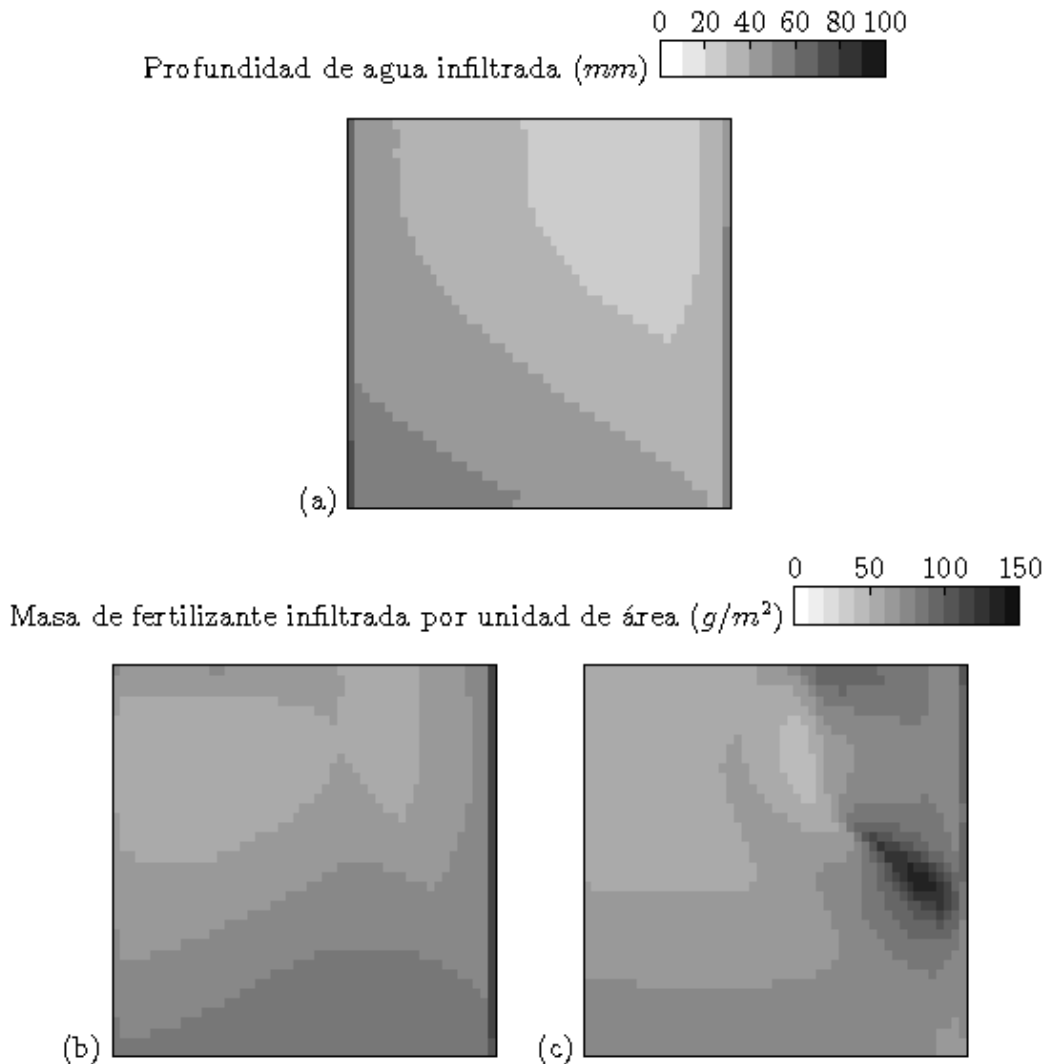 0 20 40 60 80 100
Profundidad de agua infiltrada (mm)
(a)
0 50 100 150
Masa de fertilizante infiltrada por unidad de área (g/m²)
(b) (c)